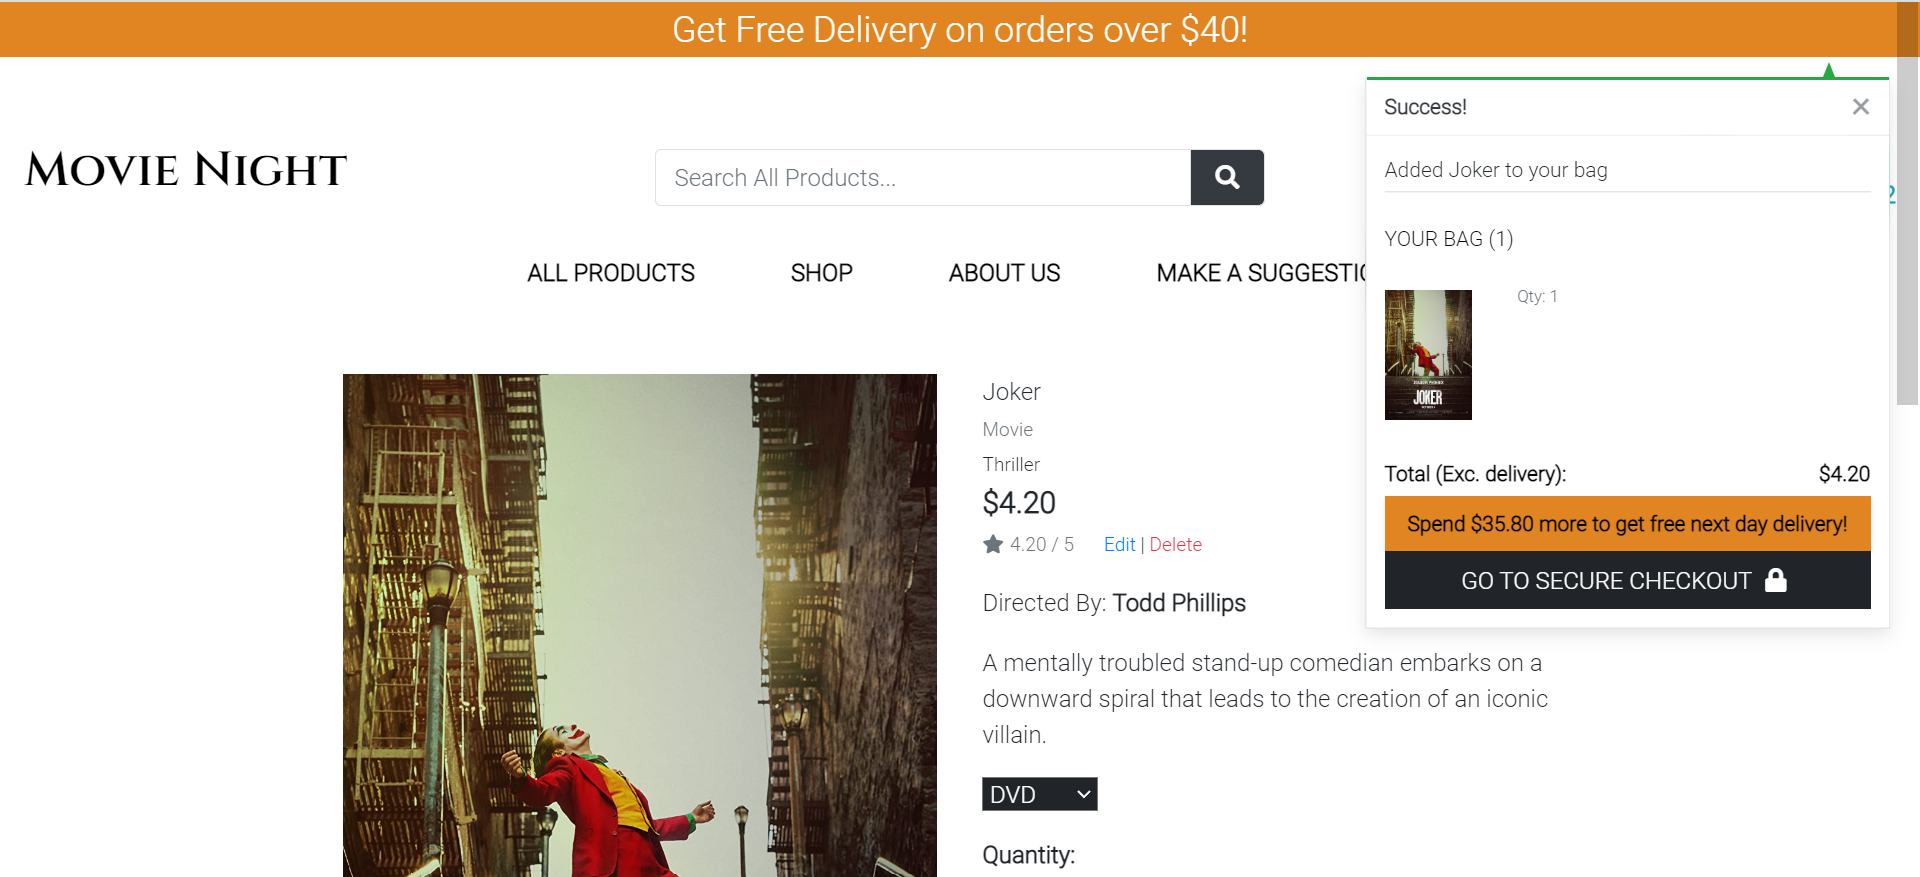 Get Free Delivery on orders over $40!
Success!
×
Movie Night
Search All Products...
Added Joker to your bag
2
YOUR BAG (1)
ALL PRODUCTS SHOP ABOUT US MAKE A SUGGESTIO
Qty: 1
JOKER
Joker
Movie
Thriller
$4.20
4.20 / 5 Edit | Delete
Total (Exc. delivery): $4.20
Spend $35.80 more to get free next day delivery!
GO TO SECURE CHECKOUT
Directed By: Todd Phillips
A mentally troubled stand-up comedian embarks on a
downward spiral that leads to the creation of an iconic
villain.
DVD
Quantity: